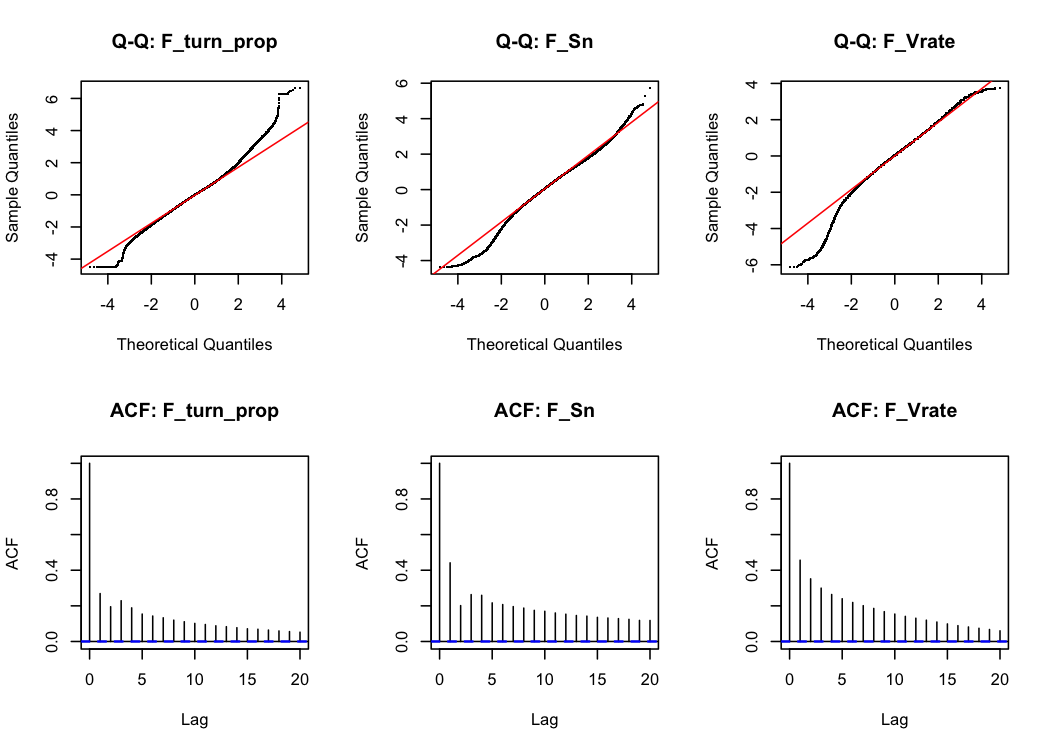 Q-Q: F_turn_prop
Sample Quantiles
6
4
2
0
-2
-4
-4 -2 0 2 4
Theoretical Quantiles
Q-Q: F_Sn
Sample Quantiles
6
4
2
0
-2
-4
-4 -2 0 2 4
Theoretical Quantiles
Q-Q: F_Vrate
Sample Quantiles
4
2
0
-2
-4
-6
-4 -2 0 2 4
Theoretical Quantiles
ACF: F_turn_prop
ACF
0.8
0.4
0.0
0 5 10 15 20
Lag
ACF: F_Sn
ACF
0.8
0.4
0.0
0 5 10 15 20
Lag
ACF: F_Vrate
ACF
0.8
0.4
0.0
0 5 10 15 20
Lag